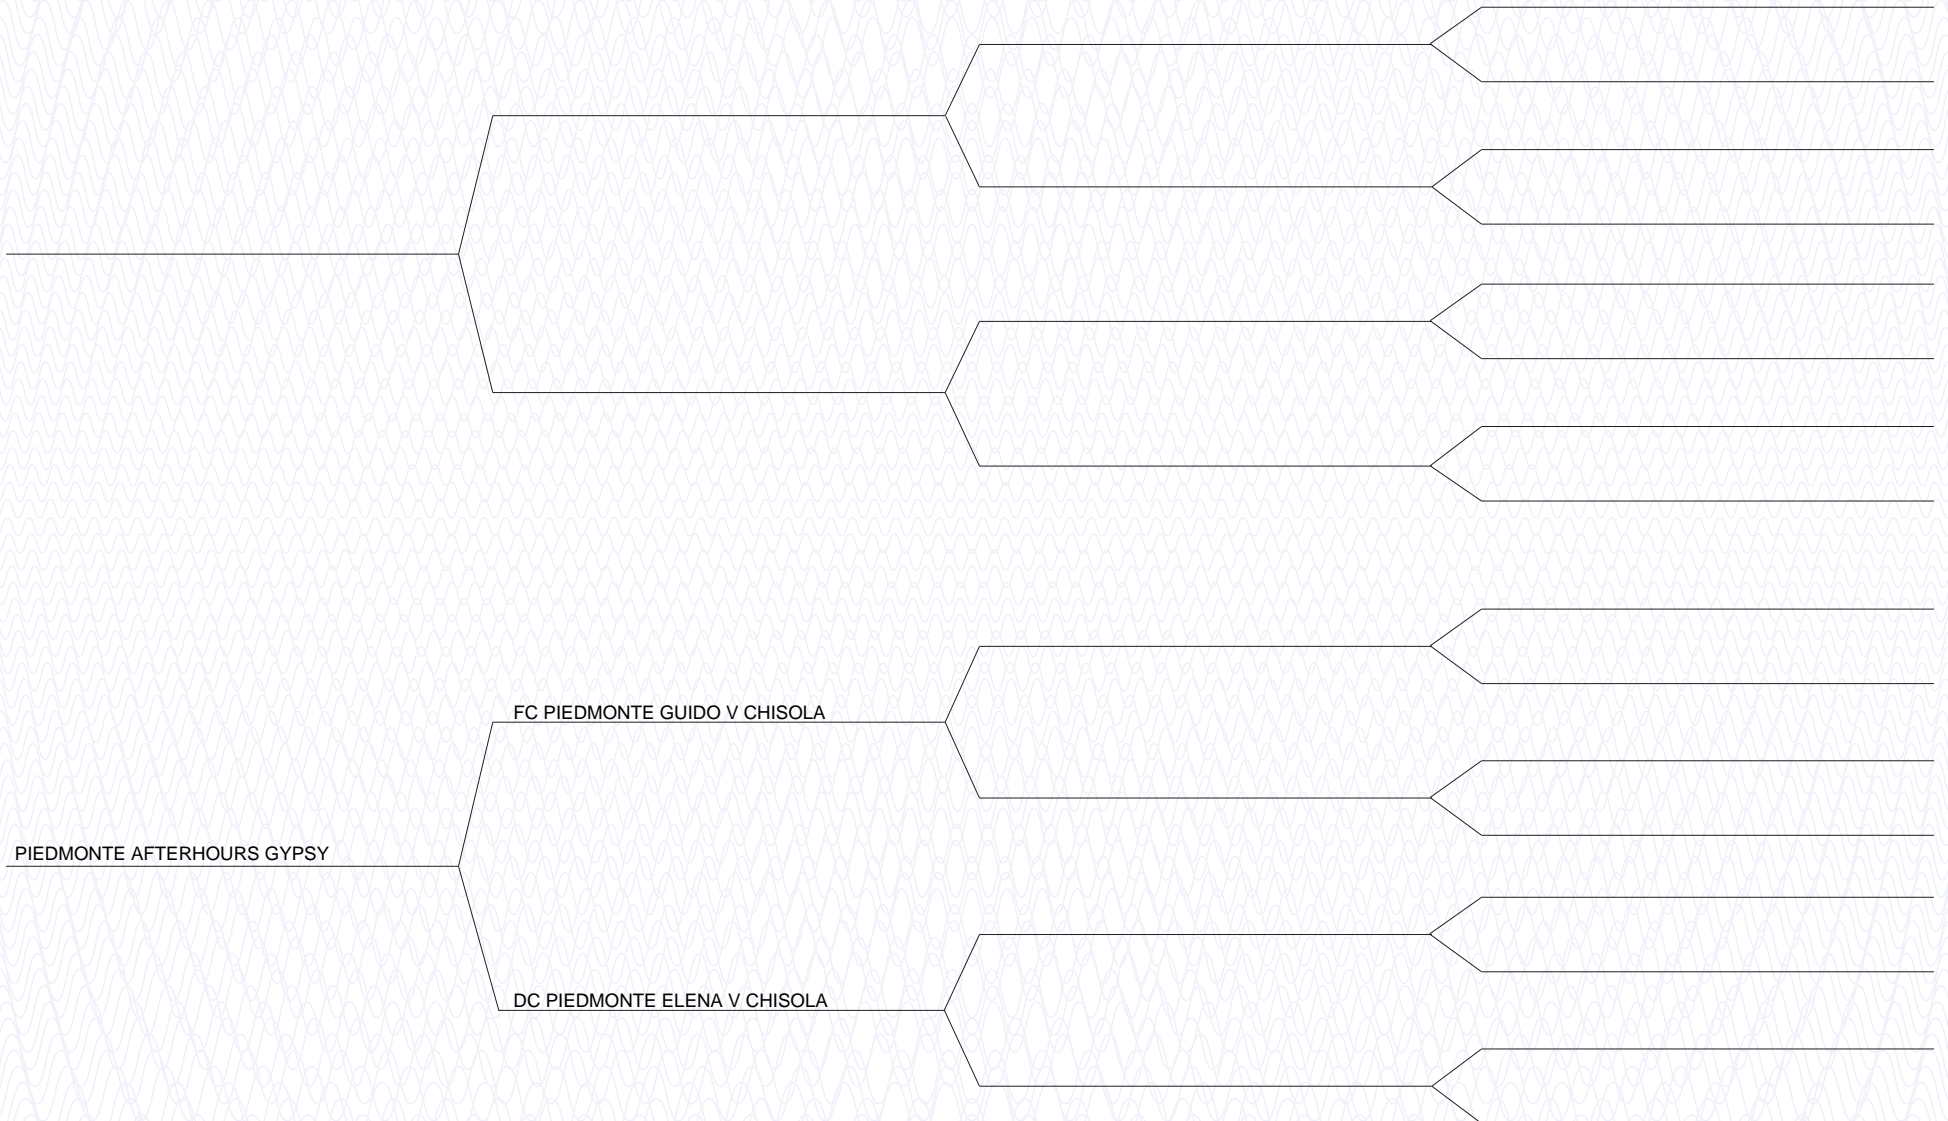 FC PIEDMONTE GUIDO V CHISOLA
PIEDMONTE AFTERHOURS GYPSY
DC PIEDMONTE ELENA V CHISOLA